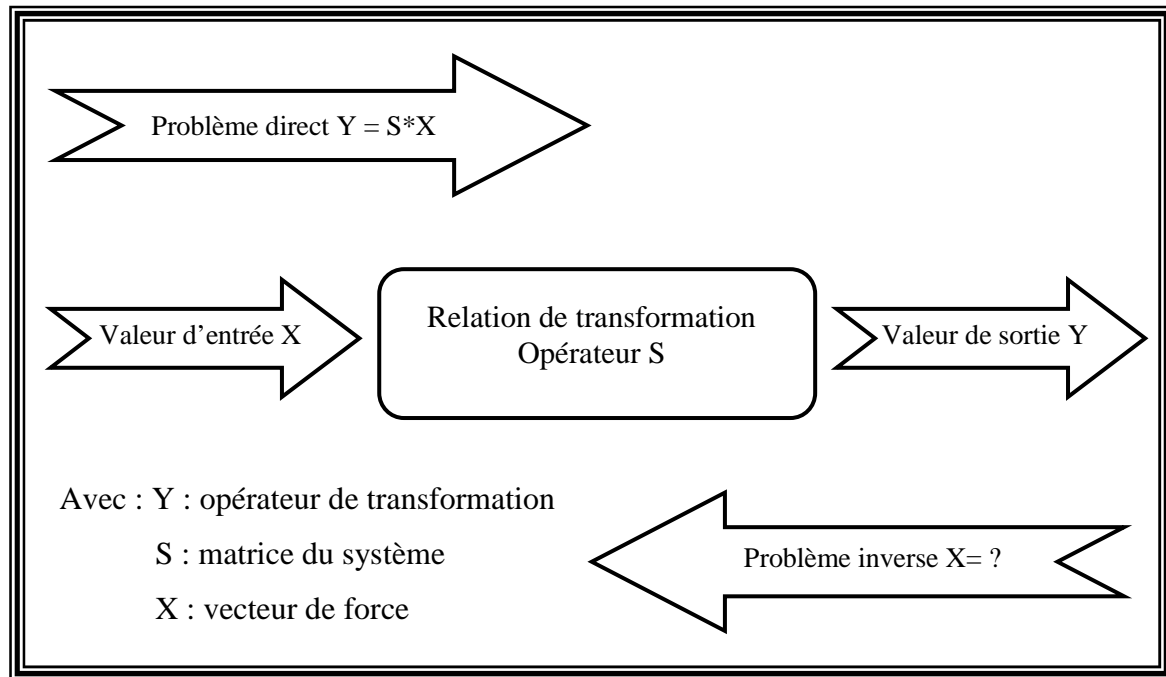 Problème direct Y = S*X
Valeur d’entrée X
Relation de transformation
Opérateur S
Valeur de sortie Y
Avec : Y : opérateur de transformation
S : matrice du système
X : vecteur de force
Problème inverse X= ?